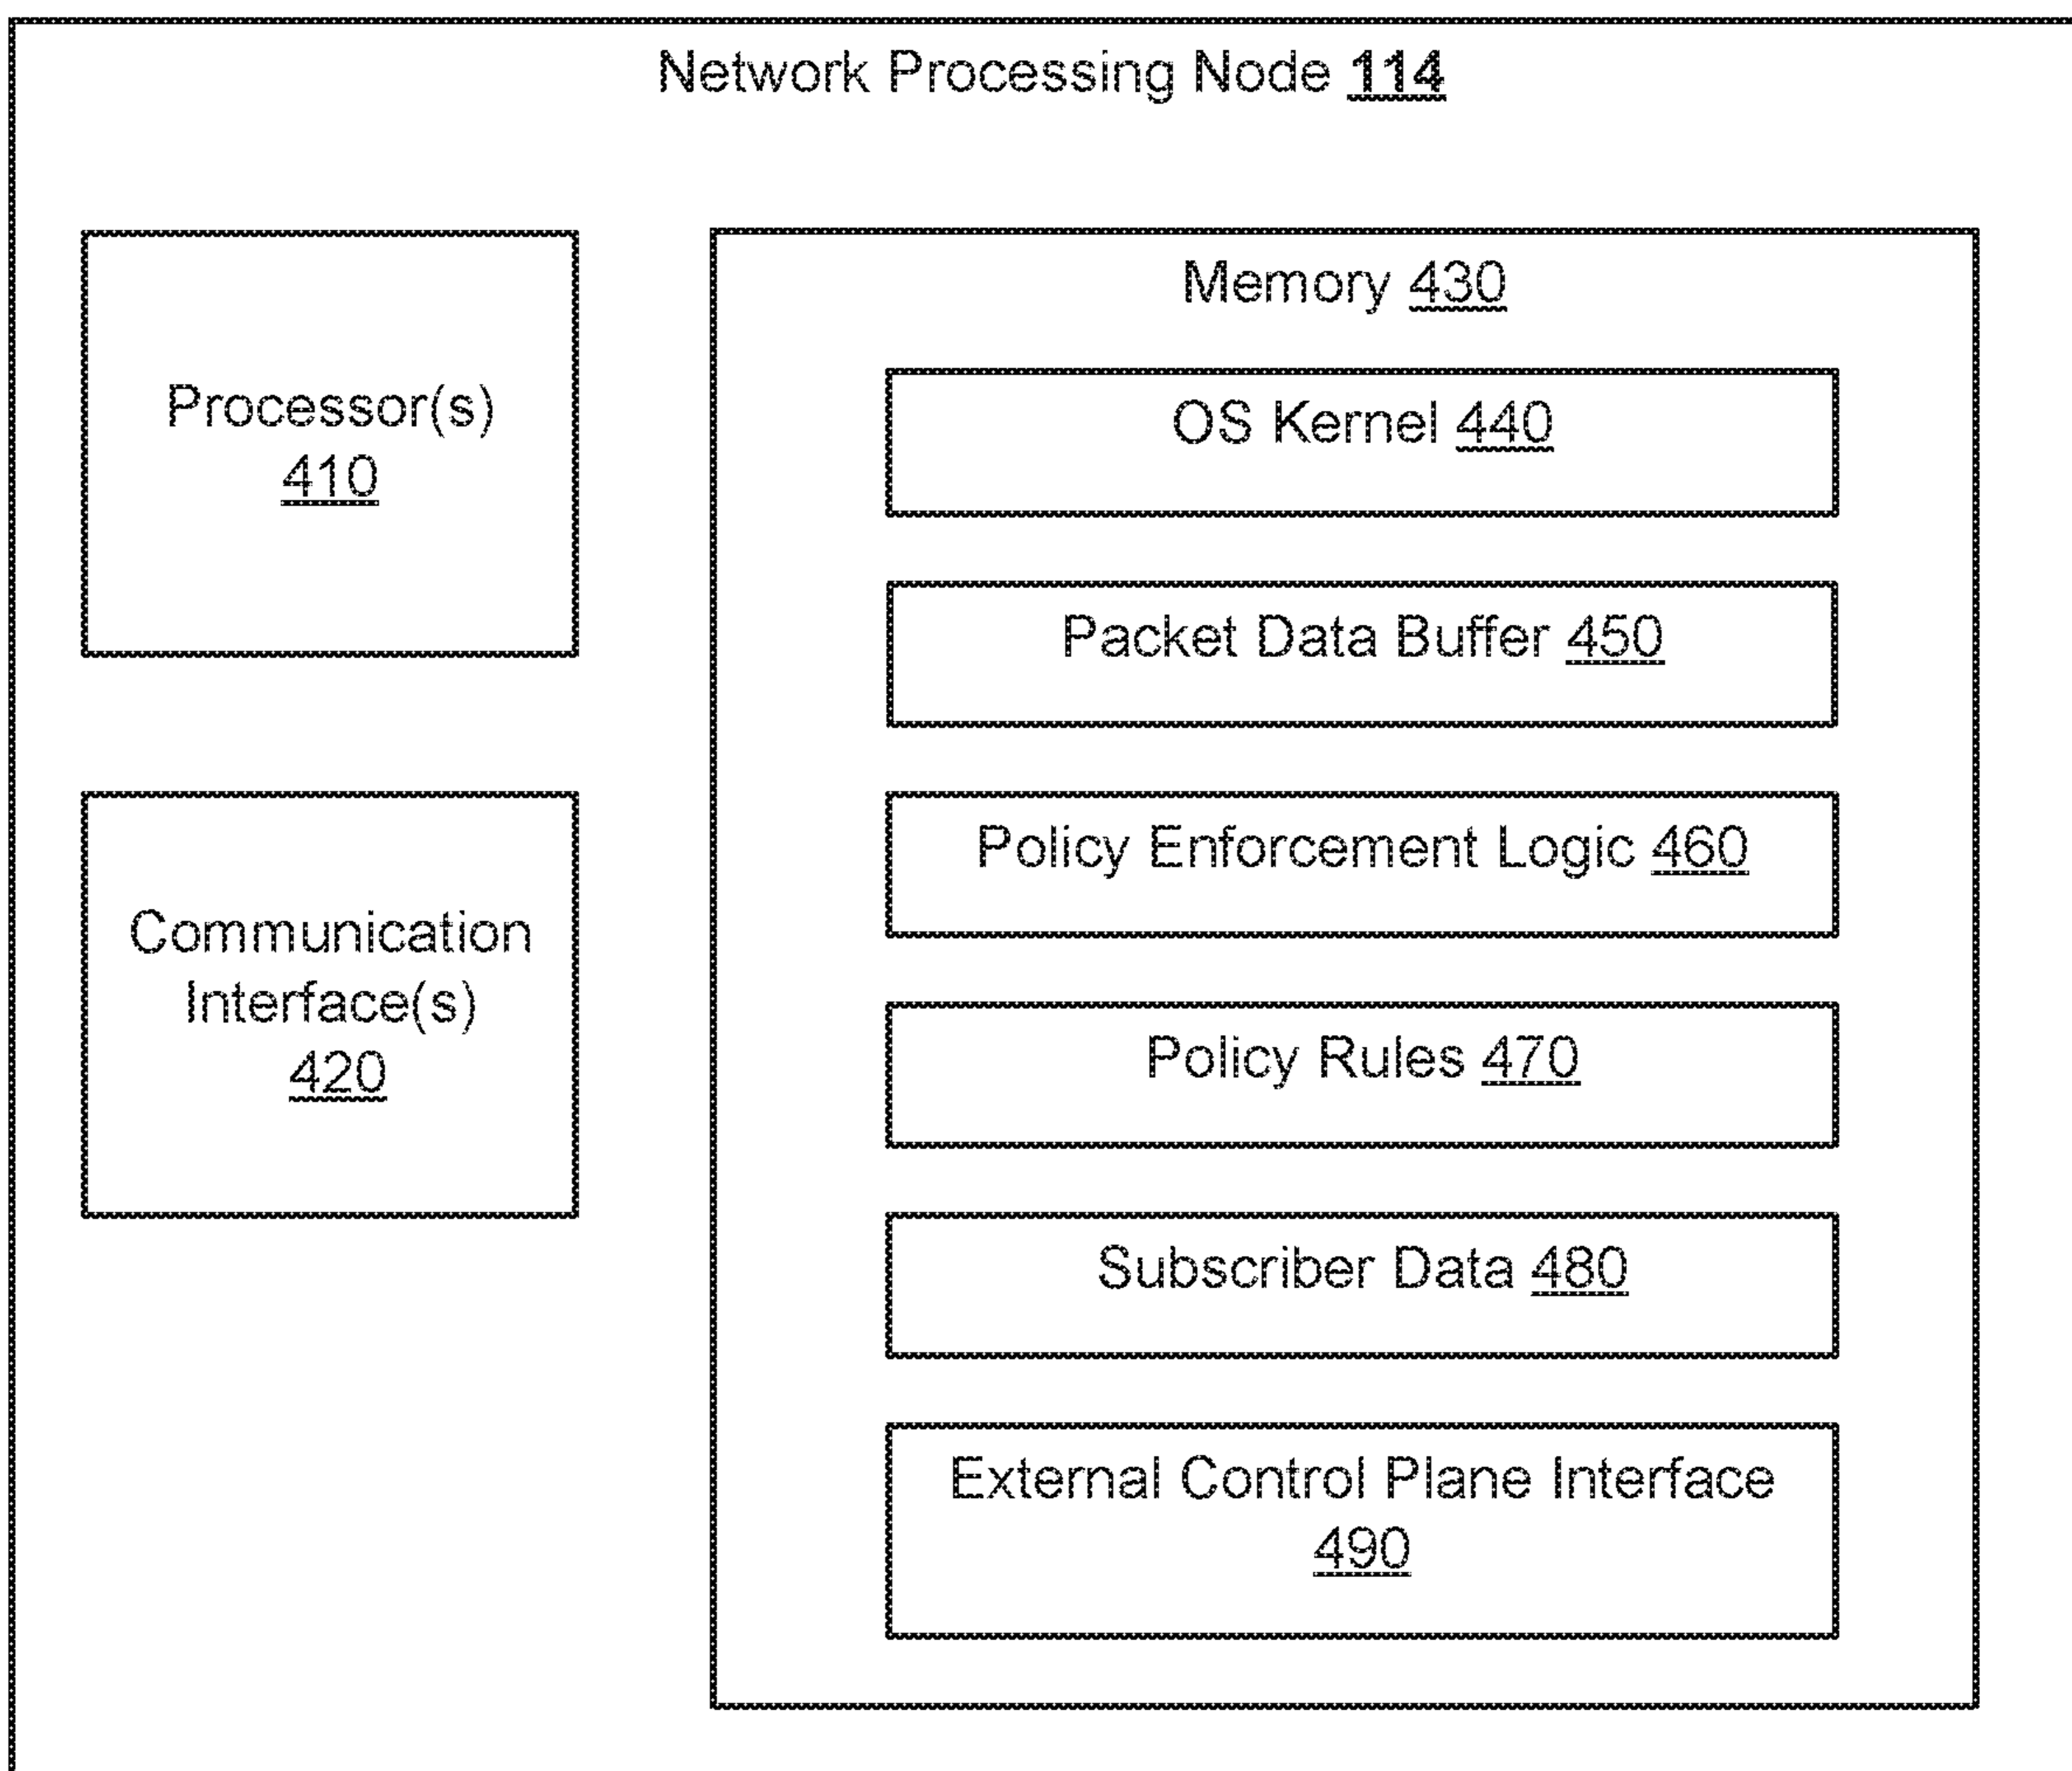 Network Processing Node 114
Processor(s)
410
Communication
Interface(s)
420
Memory 430
OS Kernel 440
Packet Data Buffer 450
Policy Enforcement Logic 460
Policy Rules 470
Subscriber Data 480
External Control Plane Interface
490